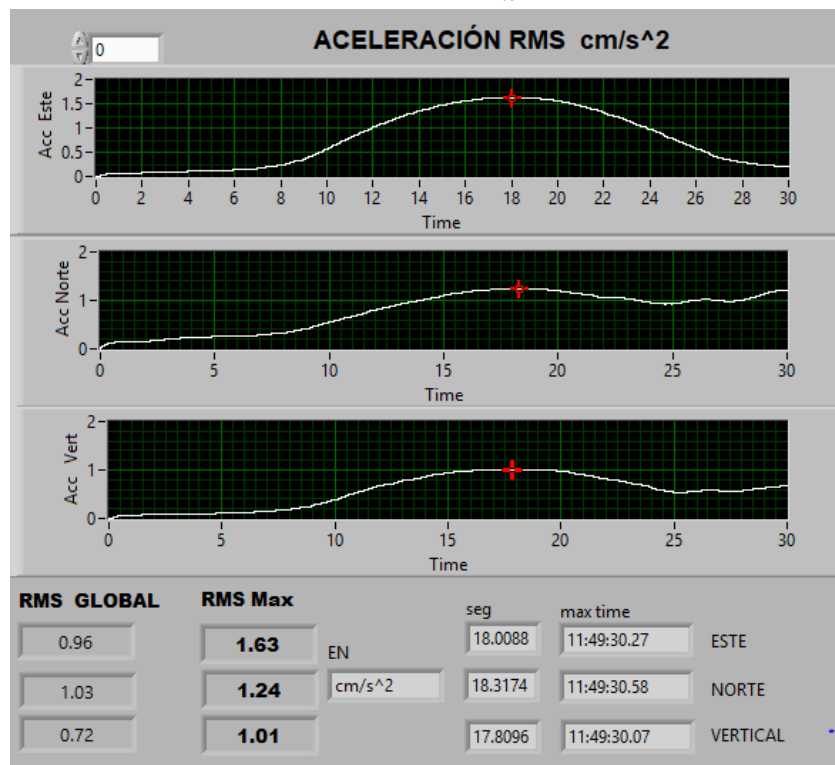 0
ACELERACIÓN RMS cm/s^2
2
1.5
1
0.5
0
Acc Este
0 2 4 6 8 10 12 14 16 18 20 22 24 26 28 30
Time
2
1
0
Acc Norte
0 5 10 15 20 25 30
Time
2
1
0
Acc Vert
0 5 10 15 20 25 30
Time
RMS GLOBAL RMS Max seg max time
0.96 1.63 EN 18.0088 11:49:30.27 ESTE
1.03 1.24 cm/s^2 18.3174 11:49:30.58 NORTE
0.72 1.01 17.8096 11:49:30.07 VERTICAL